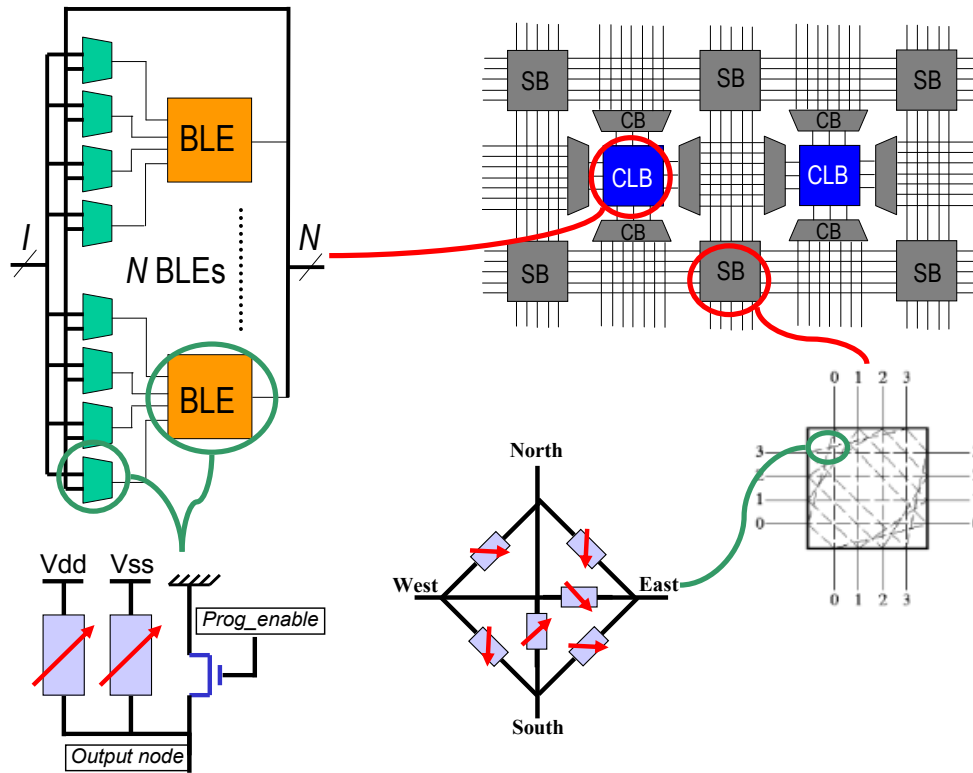 BLE
I
N
N BLEs
BLE
SB
SB
SB
CB
CB
CLB
CLB
CB
CB
SB
SB
SB
0 1 2 3
3
2
1
0
0 1 2 3
North
West
East
South
Vdd
Vss
Prog_enable
Output node